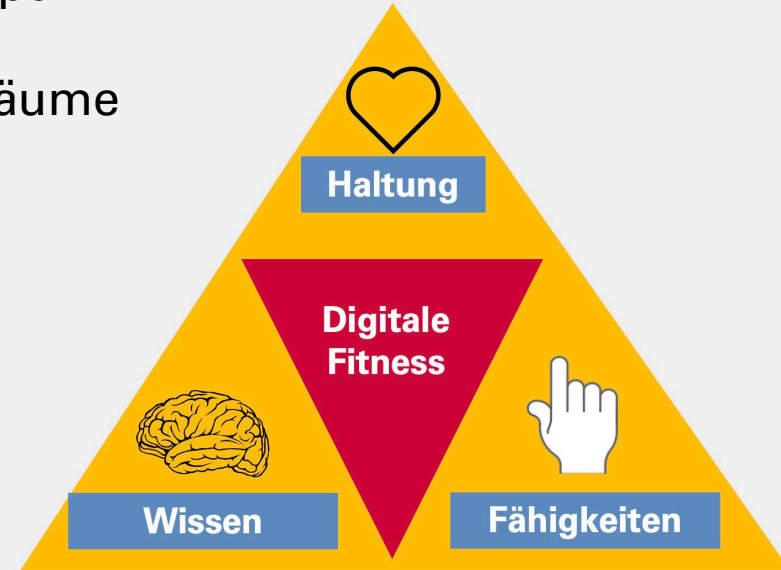 äume
Haltung
Digitale
Fitness
Wissen
Fähigkeiten